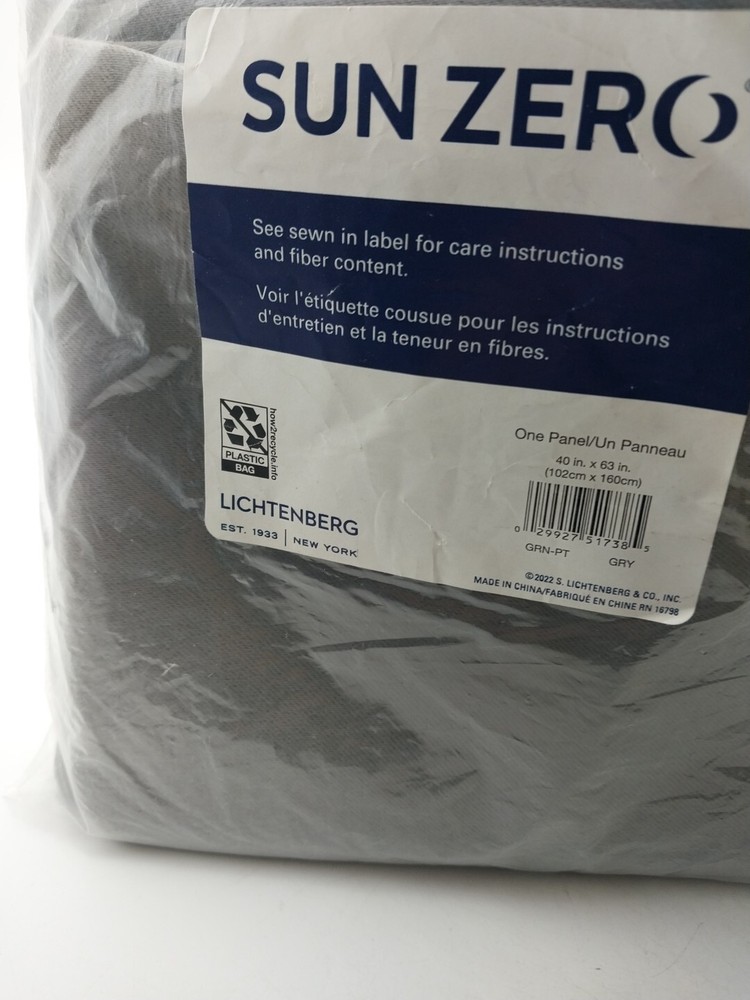 SUN ZERO
See sewn in label for care instructions
and fiber content.
Voir l'étiquette cousue pour les instructions
d'entretien et la teneur en fibres.
how2recycle.info
PLASTIC
BAG
LICHTENBERG
EST. 1933 | NEW YORK
One Panel/Un Panneau
40 in. x 63 in.
(102cm x 160cm)
0 29927 51738 5
GRN-PT GRY
©2022 S. LICHTENBERG & CO., INC.
MADE IN CHINA/FABRIQUÉ EN CHINE RN 16798